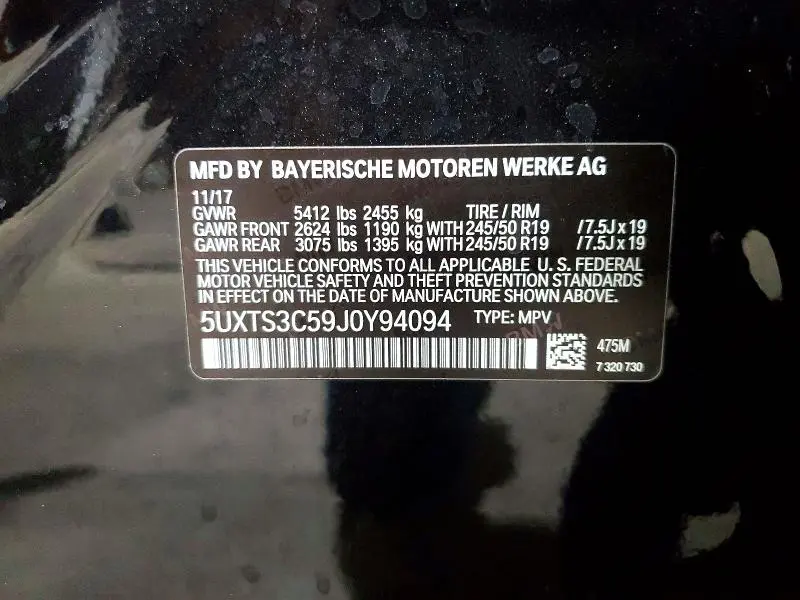 MFD BY BAYERISCHE MOTOREN WERKE AG
11/17
GVWR 5412 lbs 2455 kg TIRE / RIM
GAWR FRONT 2624 lbs 1190 kg WITH 245/50 R19 /7.5J x 19
GAWR REAR 3075 lbs 1395 kg WITH 245/50 R19 /7.5J x 19
THIS VEHICLE CONFORMS TO ALL APPLICABLE U. S. FEDERAL
MOTOR VEHICLE SAFETY AND THEFT PREVENTION STANDARDS
IN EFFECT ON THE DATE OF MANUFACTURE SHOWN ABOVE.
5UXTS3C59J0Y94094 TYPE: MPV
475M
7 320 730